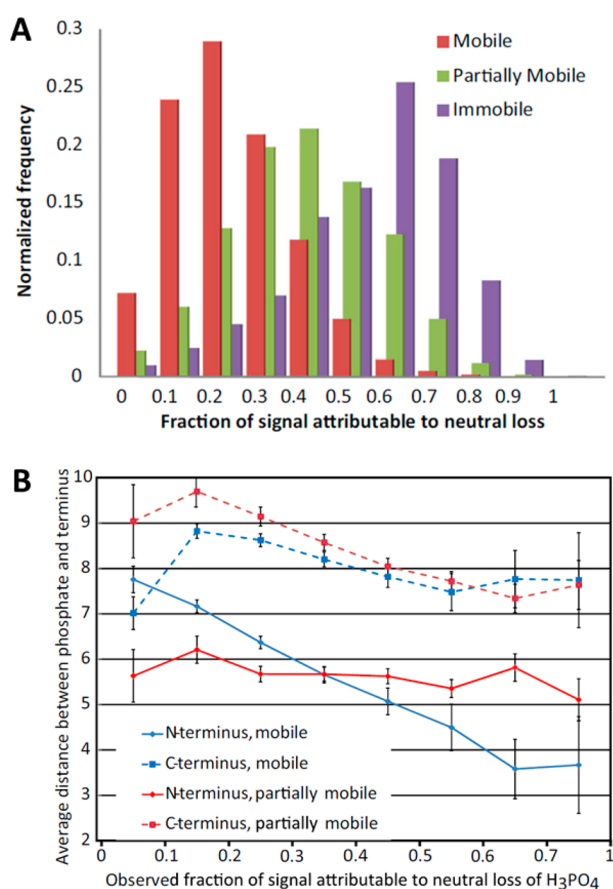 A
Normalized frequency
0.3
0.25
0.2
0.15
0.1
0.05
0
Mobile
Partially Mobile
Immobile
0 0.1 0.2 0.3 0.4 0.5 0.6 0.7 0.8 0.9 1
Fraction of signal attributable to neutral loss
B
Average distance between phosphate and terminus
10
9
8
7
6
5
4
3
2
N-terminus, mobile
C-terminus, mobile
N-terminus, partially mobile
C-terminus, partially mobile
0 0.1 0.2 0.3 0.4 0.5 0.6 0.7 1
Observed fraction of signal attributable to neutral loss of H3PO4